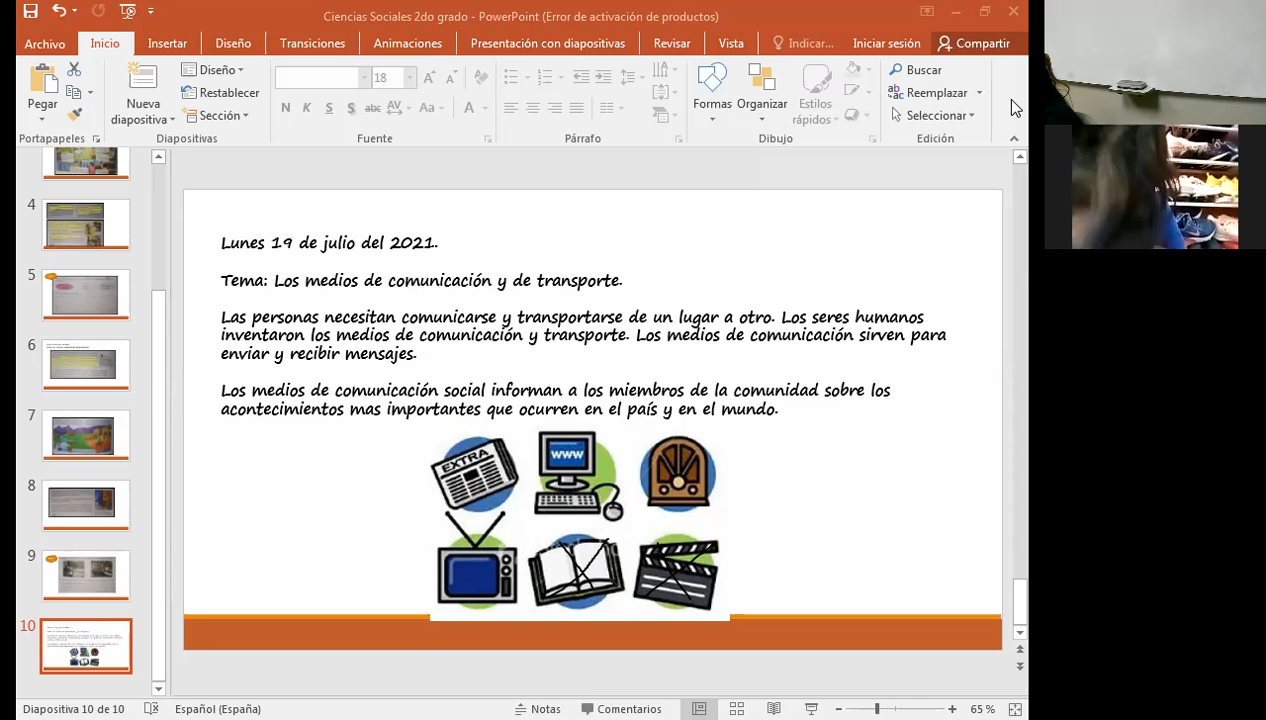 Ciencias Sociales 2do grado - PowerPoint (Error de activación de productos)
Archivo Inicio Insertar Diseño Transiciones Animaciones Presentación con diapositivas Revisar Vista Indicar... Iniciar sesión Compartir
Pegar
Nueva diapositiva
Diseño
Restablecer
Sección
18
N K S S abc AV Aa A
Formas
Organizar
Estilos rápidos
Buscar
Reemplazar
Seleccionar
Portapapeles Diapositivas Fuente Párrafo Dibujo Edición
4
5
6
7
8
9
10
Lunes 19 de julio del 2021.
Tema: Los medios de comunicación y de transporte.
Las personas necesitan comunicarse y transportarse de un lugar a otro. Los seres humanos
inventaron los medios de comunicación y transporte. Los medios de comunicación sirven para
enviar y recibir mensajes.
Los medios de comunicación social informan a los miembros de la comunidad sobre los
acontecimientos mas importantes que ocurren en el país y en el mundo.
EXTRA
www
Diapositiva 10 de 10 Español (España) Notas Comentarios 65 %